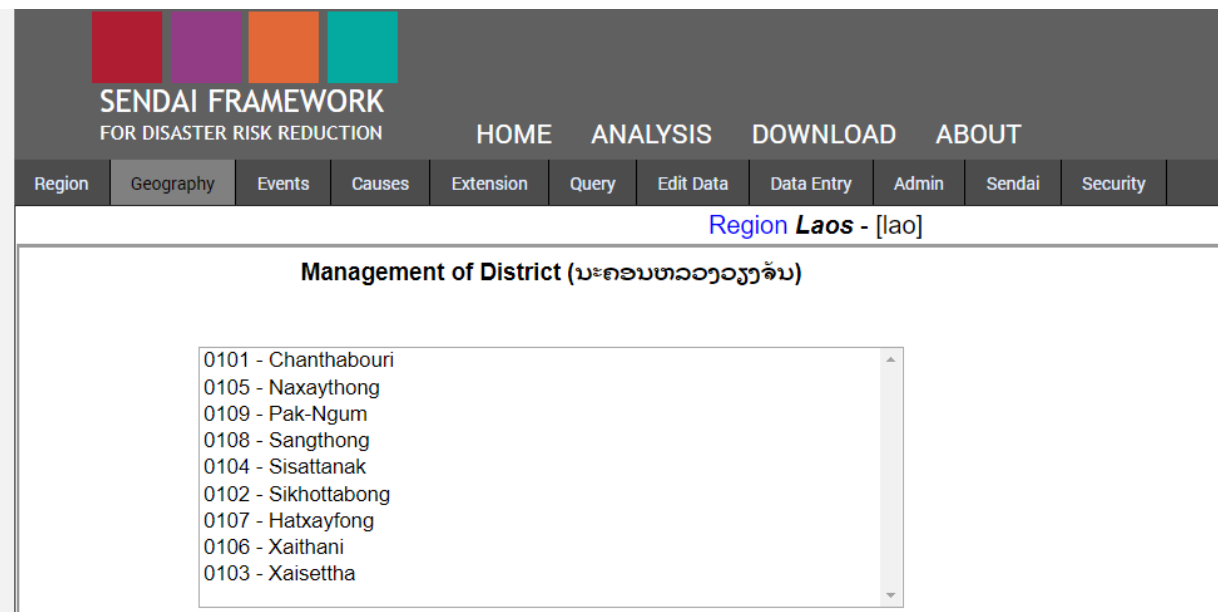 SENDAI FRAMEWORK
FOR DISASTER RISK REDUCTION
HOME ANALYSIS DOWNLOAD ABOUT
Region Geography Events Causes Extension Query Edit Data Data Entry Admin Sendai Security
Region Laos - [lao]
Management of District (ນະຄອນຫລວງວຽງຈັນ)
0101 - Chanthabouri
0105 - Naxaythong
0109 - Pak-Ngum
0108 - Sangthong
0104 - Sisattanak
0102 - Sikhottabong
0107 - Hatxayfong
0106 - Xaithani
0103 - Xaisettha